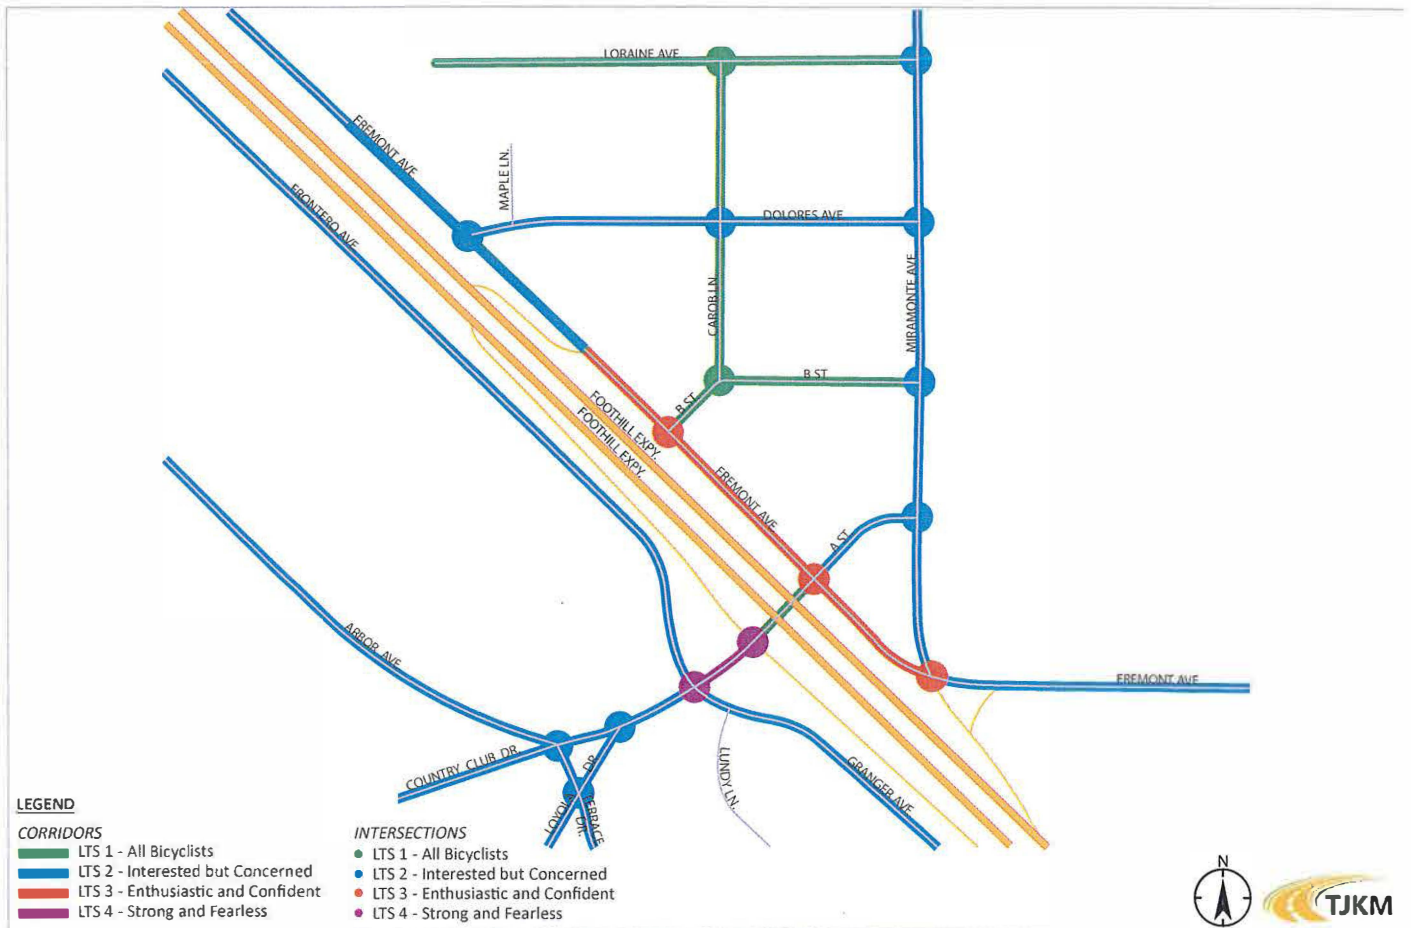 LORAINE AVE.
FREMONT AVE
MAPLE LN.
FRONTERO AVE
DOLORES AVE
CAROB LN.
MIRAMONTE AVE
B ST.
B ST.
FOOTHILL EXPY.
FOOTHILL EXPY.
FREMONT AVE
A ST.
ARBOR AVE
FREMONT AVE
COUNTRY CLUB DR.
LOYOLA DR.
TERRACE DR.
LUNDY LN.
GRANGER AVE
LEGEND
CORRIDORS
LTS 1 - All Bicyclists
LTS 2 - Interested but Concerned
LTS 3 - Enthusiastic and Confident
LTS 4 - Strong and Fearless
INTERSECTIONS
LTS 1 - All Bicyclists
LTS 2 - Interested but Concerned
LTS 3 - Enthusiastic and Confident
LTS 4 - Strong and Fearless
N
TJKM